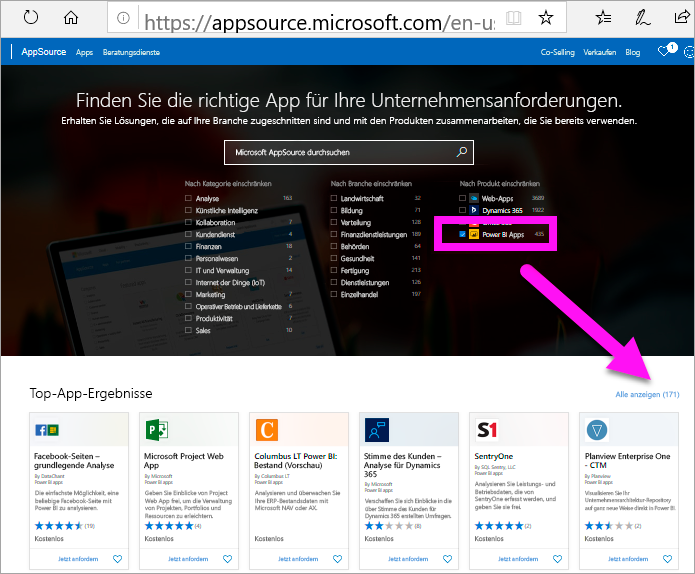 https://appsource.microsoft.com/en-us
AppSource Apps Beratungsdienste Co-Selling Verkaufen Blog 1
Finden Sie die richtige App für Ihre Unternehmensanforderungen.
Erhalten Sie Lösungen, die auf Ihre Branche zugeschnitten sind und mit den Produkten zusammenarbeiten, die Sie bereits verwenden.
Microsoft AppSource durchsuchen
Nach Kategorie einschränken
Analyse 163
Künstliche Intelligenz
Kollaboration 7
Kundendienst 4
Finanzen 18
Personalwesen 2
IT und Verwaltung 14
Internet der Dinge (IoT)
Marketing 7
Operativer Betrieb und Lieferkette 6
Produktivität 7
Sales 10
Nach Branche einschränken
Landwirtschaft 32
Bildung 71
Verteilung 128
Finanzdienstleistungen 189
Behörden 64
Gesundheit 141
Fertigung 213
Dienstleistungen 121
Einzelhandel 197
Nach Produkt einschränken
Web-Apps 3689
Dynamics 365 1922
Power BI Apps 435
Top-App-Ergebnisse
Alle anzeigen (171)
Facebook-Seiten –
grundlegende Analyse
By DataChant
Power BI apps
Die einfachste Möglichkeit, eine
beliebige Facebook-Seite mit
Power BI zu analysieren.
(19)
Kostenlos
Jetzt anfordern
Microsoft Project Web
App
By Microsoft
Power BI apps
Geben Sie Einblicke von Project
Web App, um die Verwaltung
von Projekten, Portfolios und
Ressourcen zu erleichtern.
(4)
Kostenlos
Jetzt anfordern
Columbus LT Power BI:
Bestand (Vorschau)
By Columbus LT
Power BI apps
Analysieren und überwachen Sie
Ihre ERP-Bestandsdaten mit
Microsoft NAV oder AX.
Kostenlos
Jetzt anfordern
Stimme des Kunden –
Analyse für Dynamics
365
By Microsoft
Power BI apps
Verschaffen Sie sich Einblicke in die
über Stimme des Kunden für
Dynamics 365 erstellten Umfragen.
(8)
Kostenlos
Jetzt anfordern
S1
SentryOne
By SQL Sentry, LLC
Power BI apps
Analysieren Sie Leistungs- und
Betriebsdaten, die von
SentryOne erfasst werden, und
geben Sie sie frei.
(2)
Kostenlos
Jetzt anfordern
Planview Enterprise One
- CTM
By Planview
Power BI apps
Visualisieren Sie Ihr
Unternehmensarchitektur-Repository
auf ganz neue Weise direkt in Power BI.
(2)
Kostenlos
Jetzt anfordern